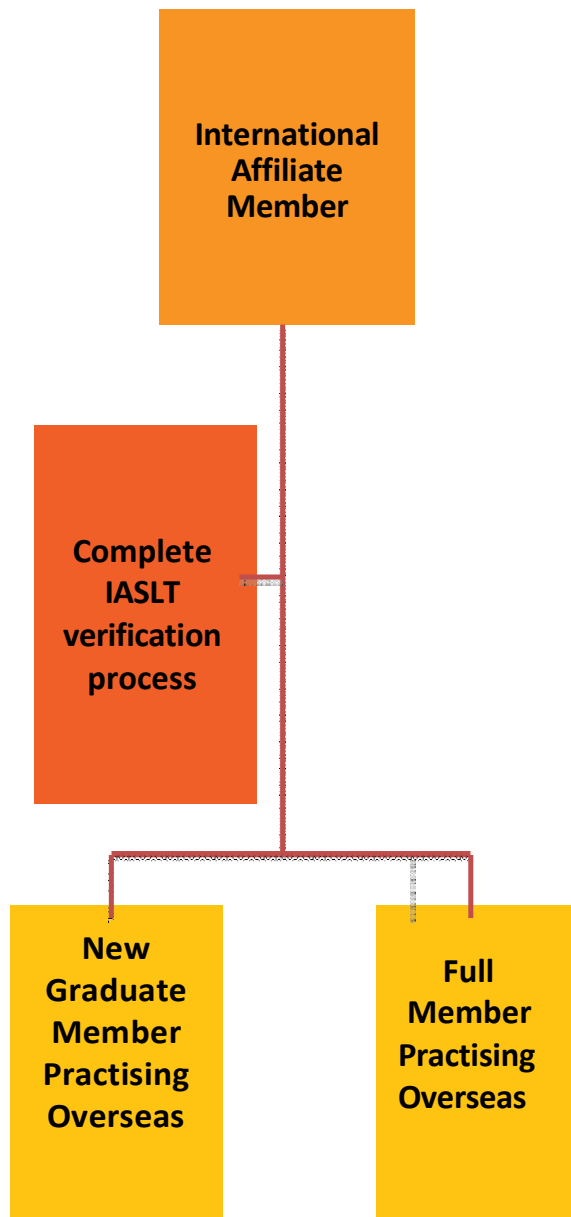 International
Affiliate
Member
Complete
IASLT
verification
process
New
Graduate
Member
Practising
Overseas
Full
Member
Practising
Overseas